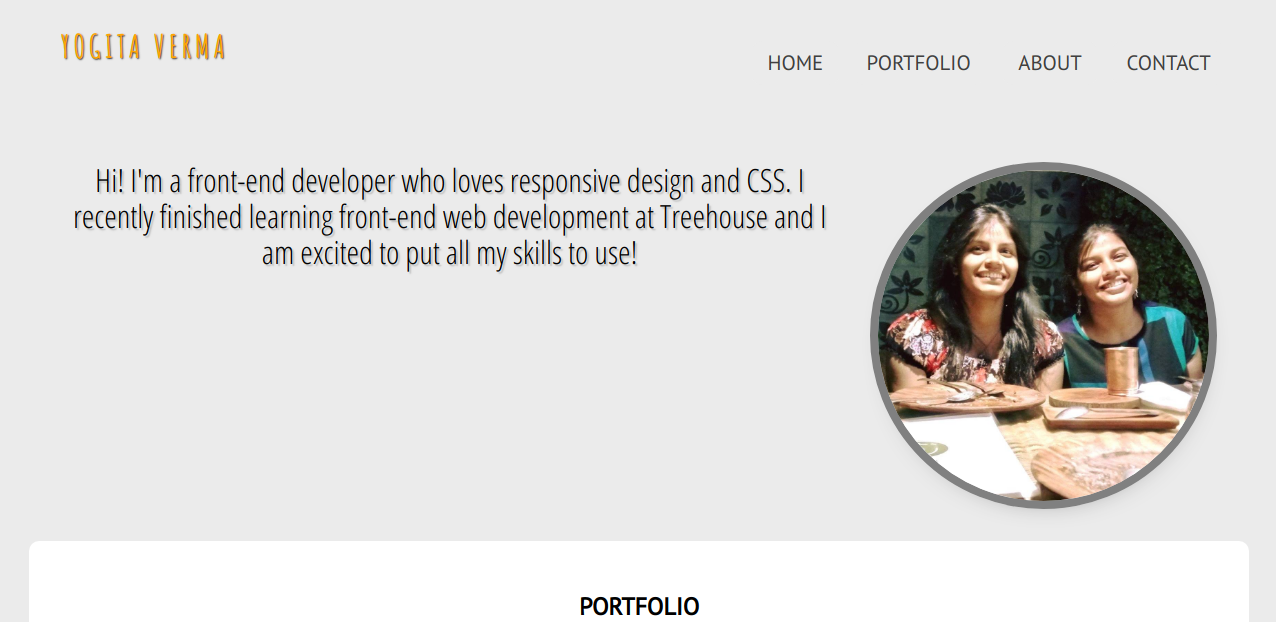 YOGITA VERMA
HOME PORTFOLIO ABOUT CONTACT
Hi! I'm a front-end developer who loves responsive design and CSS. I
recently finished learning front-end web development at Treehouse and I
am excited to put all my skills to use!
PORTFOLIO